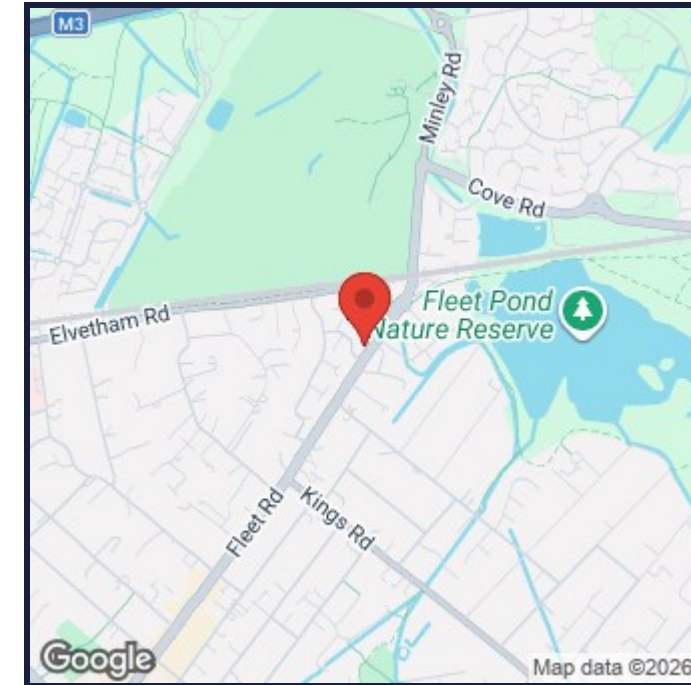 M3
Minley Rd
Cove Rd
Elvetham Rd
Fleet Pond
Nature Reserve
Fleet Rd
Kings Rd
Google
Map data ©2026